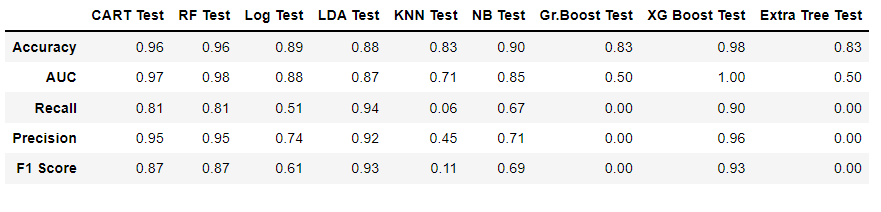 CART Test RF Test Log Test LDA Test KNN Test NB Test Gr.Boost Test XG Boost Test Extra Tree Test
Accuracy 0.96 0.96 0.89 0.88 0.83 0.90 0.83 0.98 0.83
AUC 0.97 0.98 0.88 0.87 0.71 0.85 0.50 1.00 0.50
Recall 0.81 0.81 0.51 0.94 0.06 0.67 0.00 0.90 0.00
Precision 0.95 0.95 0.74 0.92 0.45 0.71 0.00 0.96 0.00
F1 Score 0.87 0.87 0.61 0.93 0.11 0.69 0.00 0.93 0.00